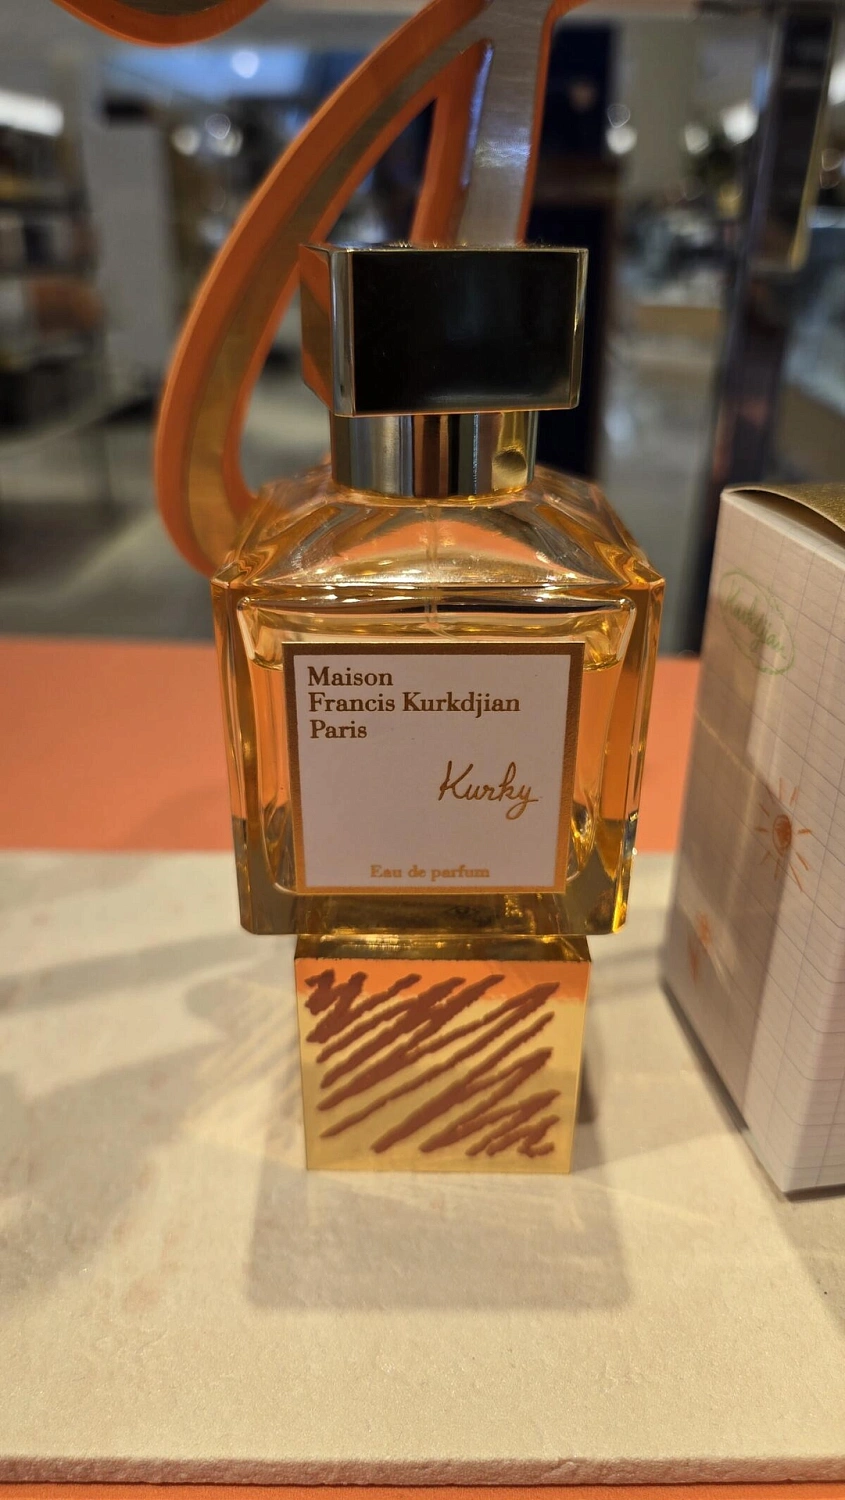 Maison
Francis Kurkdjian
Paris
Kurky
Eau de parfum